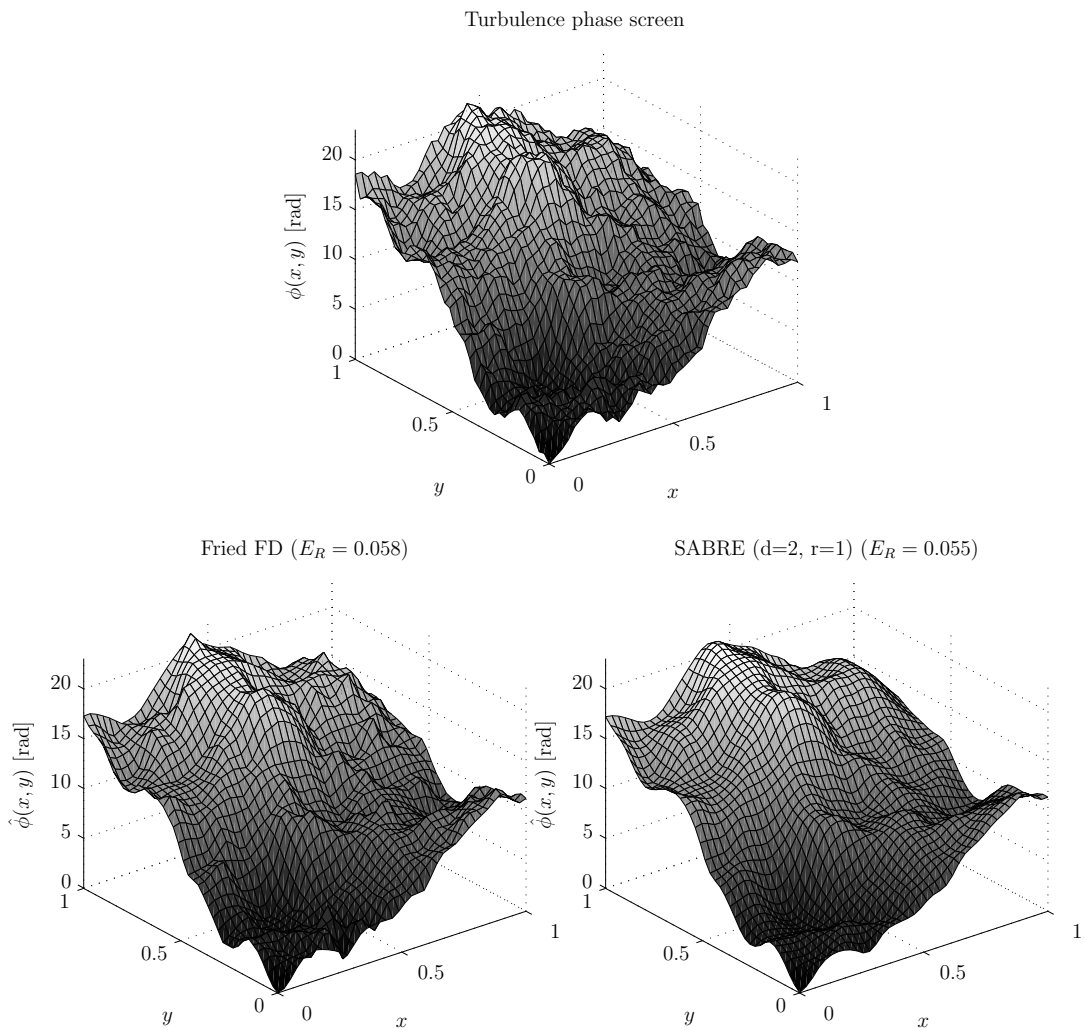 Turbulence phase screen
20
15
10
5
0
ϕ(x, y) [rad]
1
0.5
0
y
0
0.5
1
x
Fried FD (E_R = 0.058)
20
15
10
5
0
ϕ̂(x, y) [rad]
1
0.5
0
y
0
0.5
1
x
SABRE (d=2, r=1) (E_R = 0.055)
20
15
10
5
0
ϕ̂(x, y) [rad]
1
0.5
0
y
0
0.5
1
x